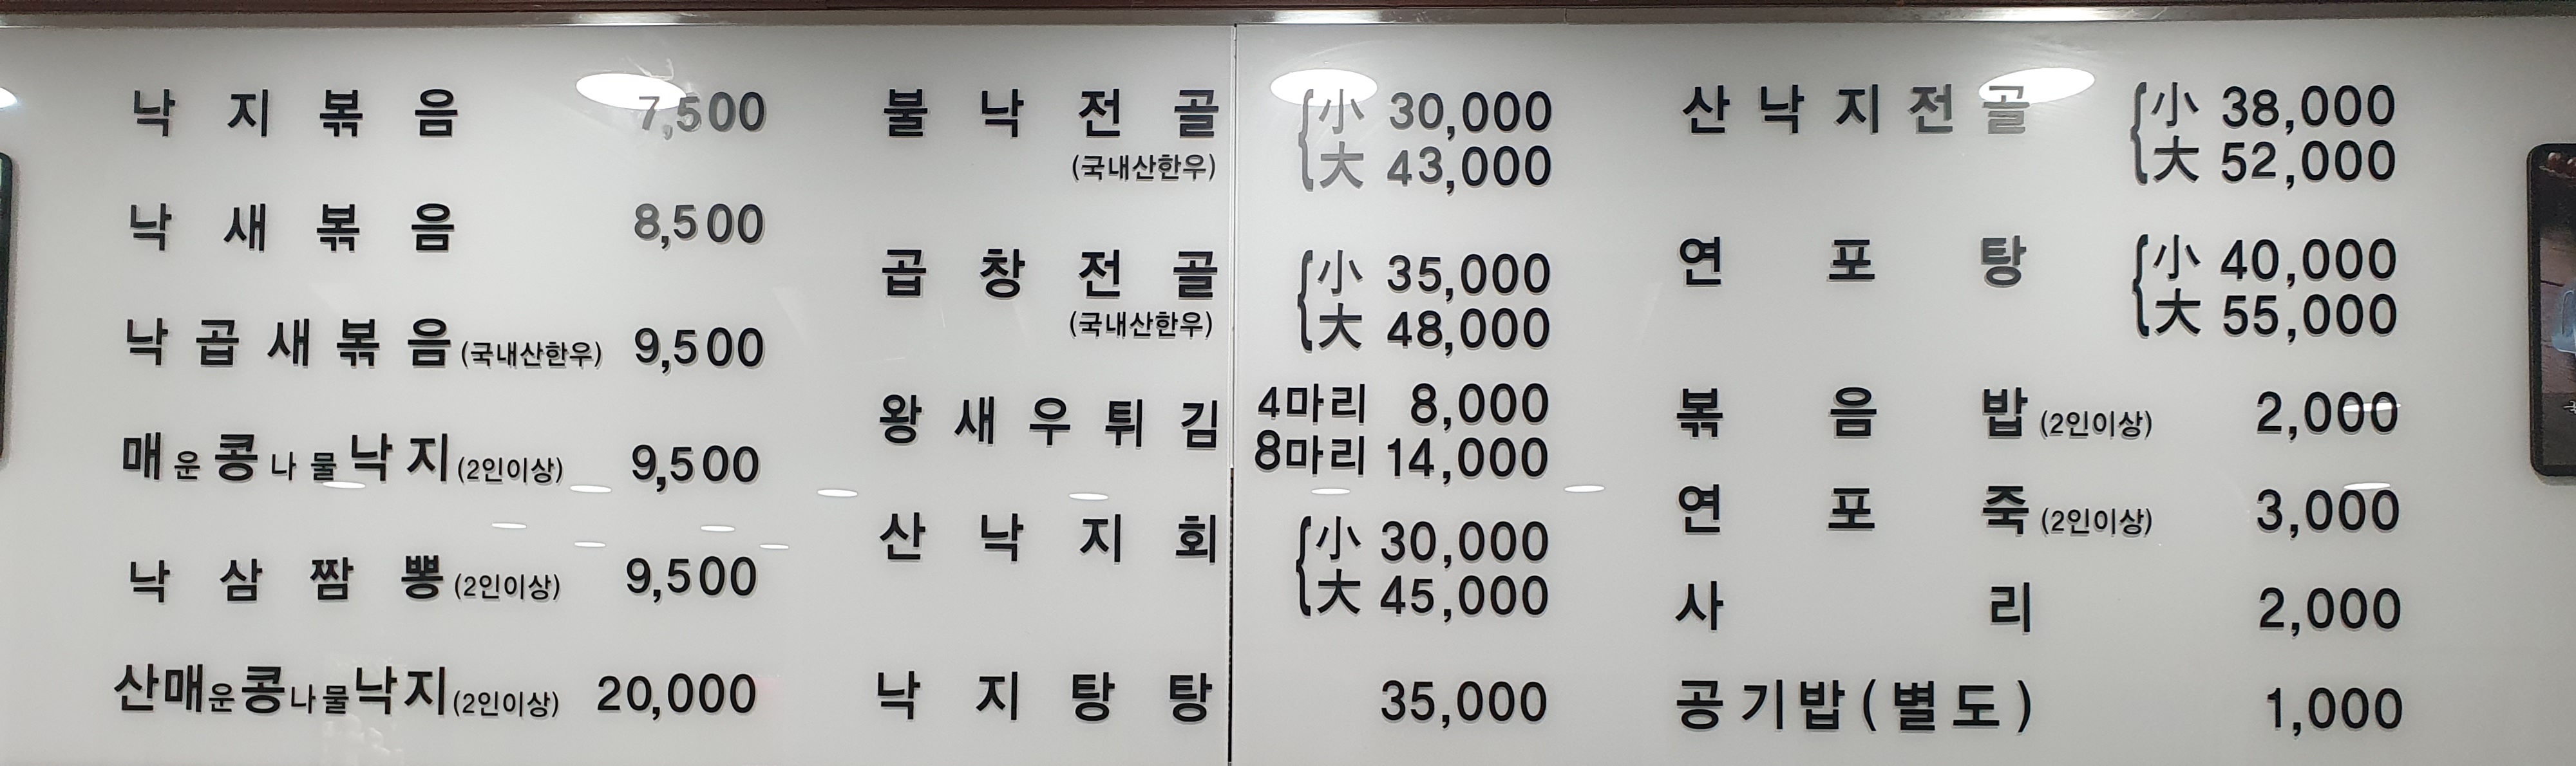 낙지볶음 7,500
낙새볶음 8,500
낙곱새볶음(국내산한우) 9,500
매운콩나물낙지(2인이상) 9,500
낙삼짬뽕(2인이상) 9,500
산매운콩나물낙지(2인이상) 20,000
불낙전골 小 30,000
(국내산한우) 大 43,000
곱창전골 小 35,000
(국내산한우) 大 48,000
왕새우튀김 4마리 8,000
8마리 14,000
산낙지회 小 30,000
大 45,000
낙지탕탕 35,000
산낙지전골 小 38,000
大 52,000
연포탕 小 40,000
大 55,000
볶음밥(2인이상) 2,000
연포죽(2인이상) 3,000
사리 2,000
공기밥(별도) 1,000